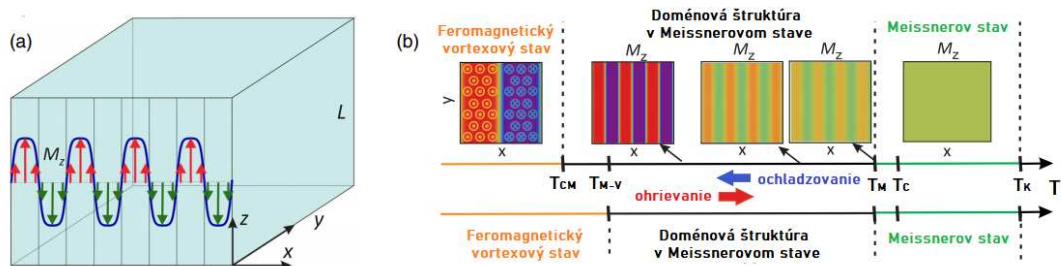 (a)
L
M_z
z
y
x
(b)
Feromagnetický
vortexový stav
Doménová štruktúra
v Meissnerovom stave
Meissnerov stav
M_z
M_z
M_z
M_z
y
x
x
x
x
x
ochladzovanie
T_CM
T_M-V
T_M
T_C
T_K
T
ohrievanie
Feromagnetický
vortexový stav
Doménová štruktúra
v Meissnerovom stave
Meissnerov stav